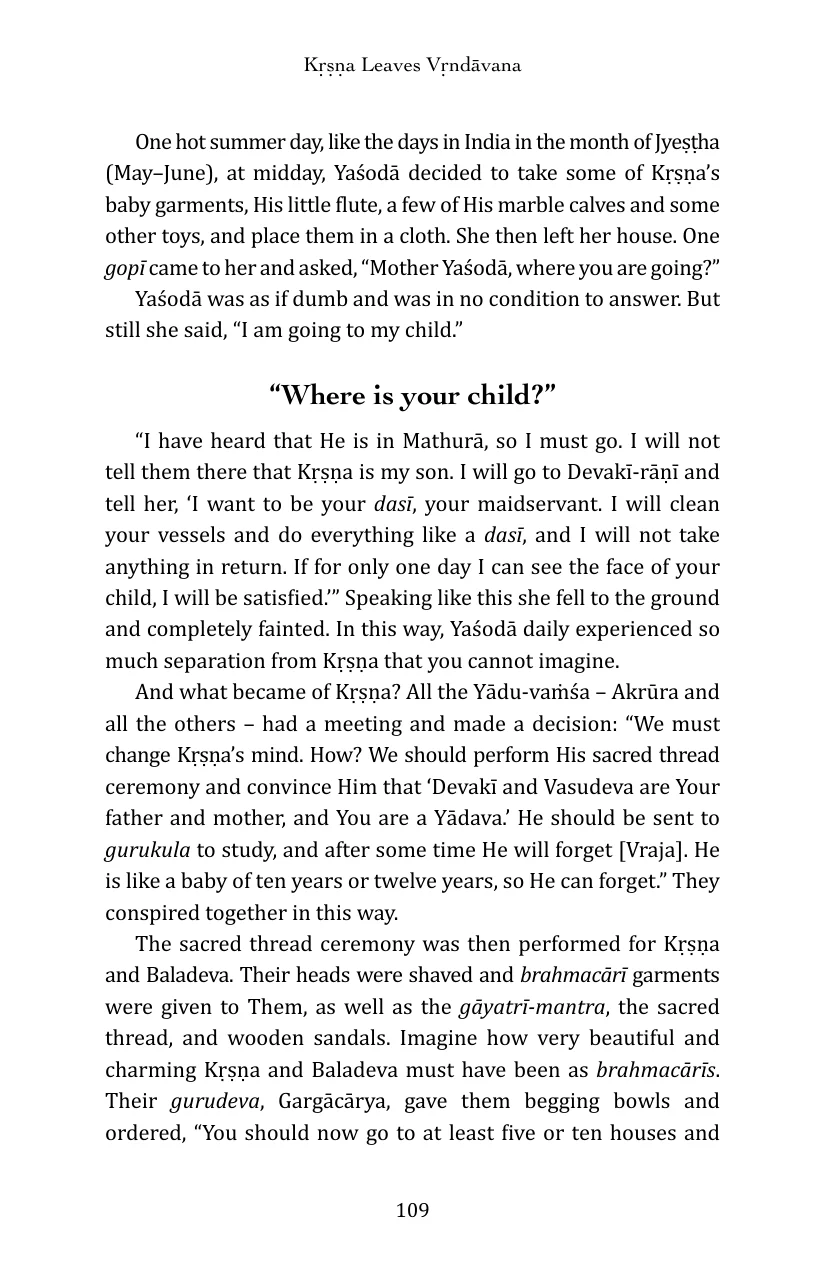 Kṛṣṇa Leaves Vṛndāvana
One hot summer day, like the days in India in the month of Jyeṣṭha
(May–June), at midday, Yaśodā decided to take some of Kṛṣṇa’s
baby garments, His little flute, a few of His marble calves and some
other toys, and place them in a cloth. She then left her house. One
gopī came to her and asked, “Mother Yaśodā, where you are going?”
Yaśodā was as if dumb and was in no condition to answer. But
still she said, “I am going to my child.”
“Where is your child?”
“I have heard that He is in Mathurā, so I must go. I will not
tell them there that Kṛṣṇa is my son. I will go to Devakī-rāṇī and
tell her, ‘I want to be your dasī, your maidservant. I will clean
your vessels and do everything like a dasī, and I will not take
anything in return. If for only one day I can see the face of your
child, I will be satisfied.’” Speaking like this she fell to the ground
and completely fainted. In this way, Yaśodā daily experienced so
much separation from Kṛṣṇa that you cannot imagine.
And what became of Kṛṣṇa? All the Yādu-vaṁśa – Akrūra and
all the others – had a meeting and made a decision: “We must
change Kṛṣṇa’s mind. How? We should perform His sacred thread
ceremony and convince Him that ‘Devakī and Vasudeva are Your
father and mother, and You are a Yādava.’ He should be sent to
gurukula to study, and after some time He will forget [Vraja]. He
is like a baby of ten years or twelve years, so He can forget.” They
conspired together in this way.
The sacred thread ceremony was then performed for Kṛṣṇa
and Baladeva. Their heads were shaved and brahmacārī garments
were given to Them, as well as the gāyatrī-mantra, the sacred
thread, and wooden sandals. Imagine how very beautiful and
charming Kṛṣṇa and Baladeva must have been as brahmacārīs.
Their gurudeva, Gargācārya, gave them begging bowls and
ordered, “You should now go to at least five or ten houses and
109